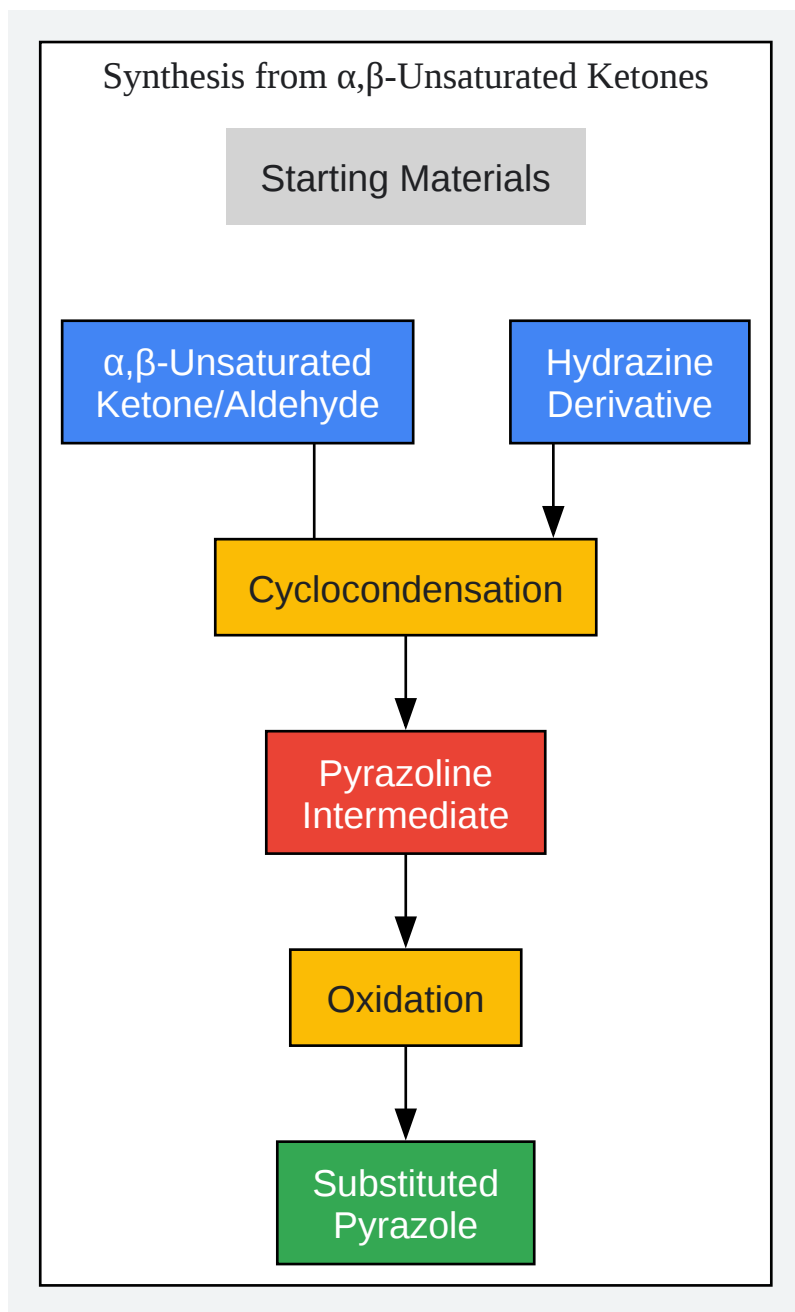 Synthesis from α,β-Unsaturated Ketones
Starting Materials
α,β-Unsaturated
Ketone/Aldehyde
Hydrazine
Derivative
Cyclocondensation
Pyrazoline
Intermediate
Oxidation
Substituted
Pyrazole